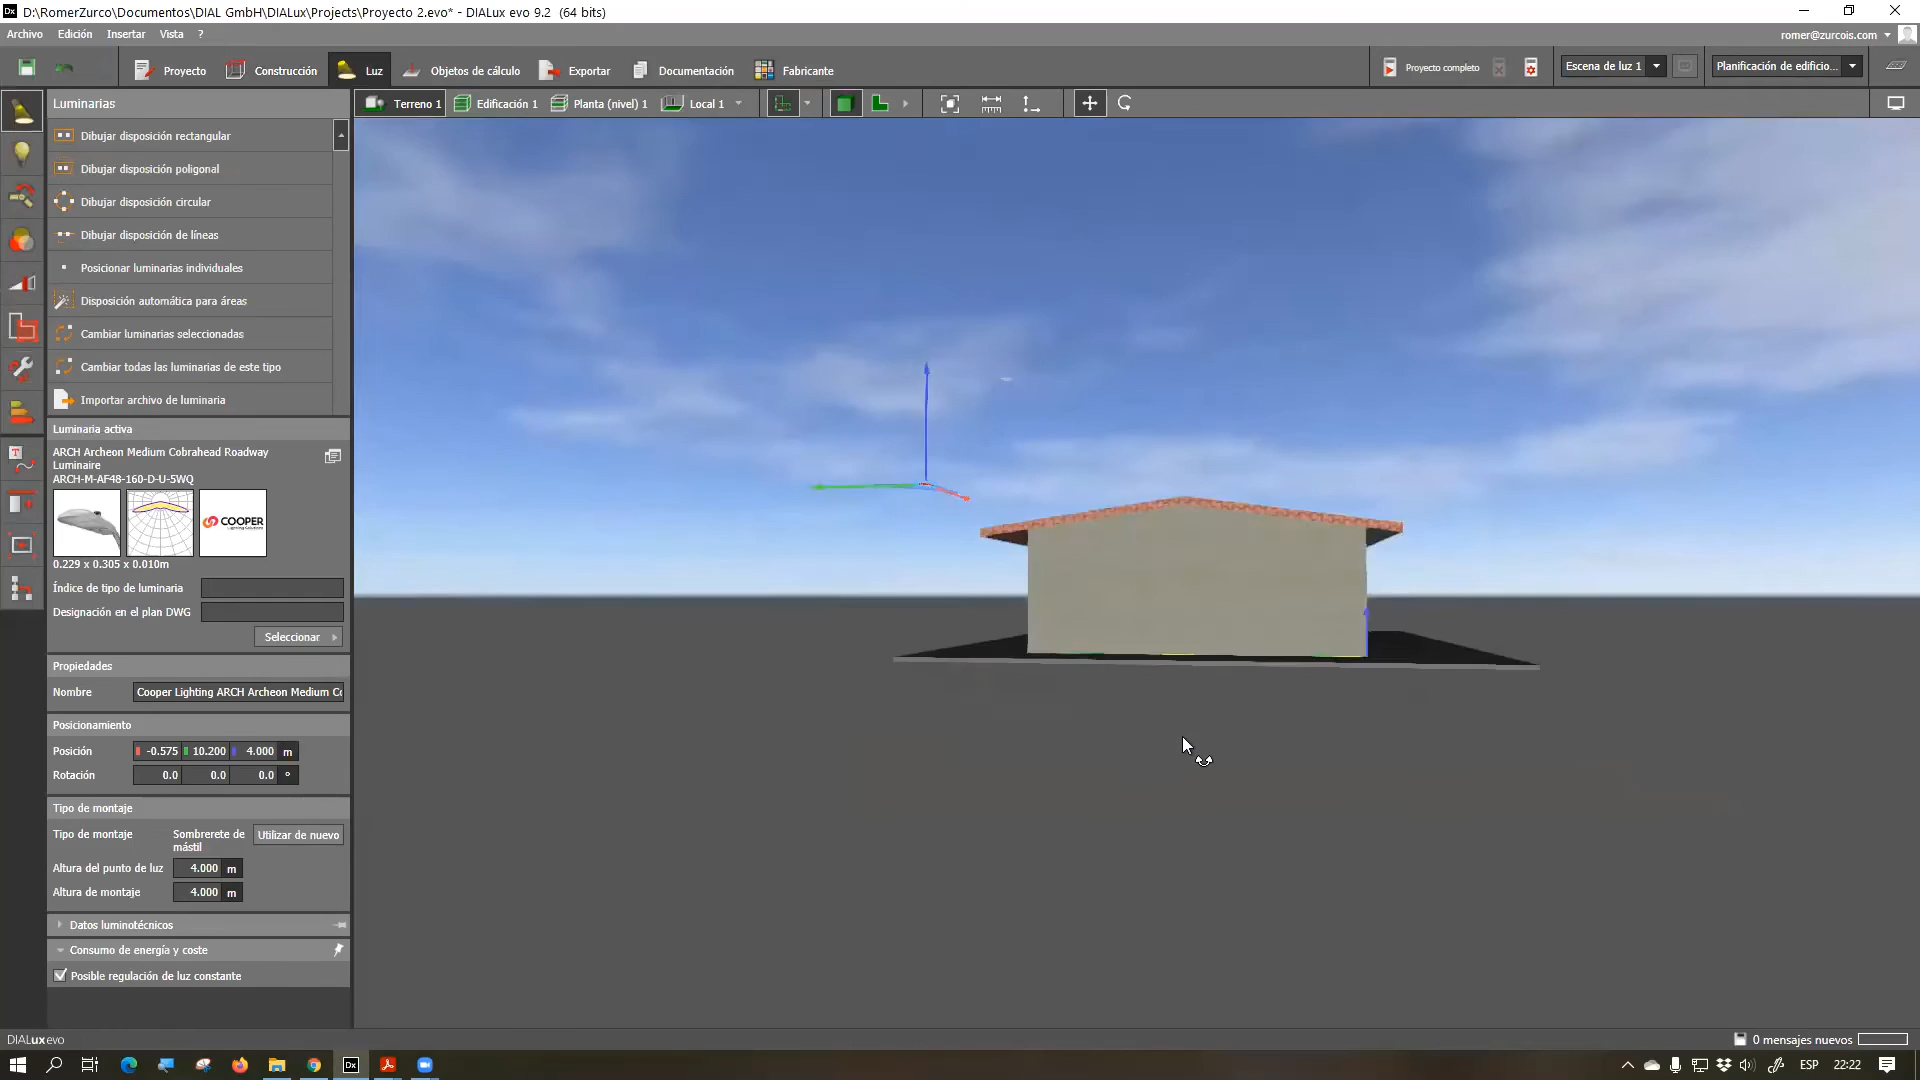 D:\RomerZurco\Documentos\DIAL GmbH\DIALux\Projects\Proyecto 2.evo* - DIALux evo 9.2  (64 bits)
Archivo Edición Insertar Vista ?
romer@zurcois.com
Proyecto Construcción Luz Objetos de cálculo Exportar Documentación Fabricante
Proyecto completo Escena de luz 1 Planificación de edificio...
Luminarias
Terreno 1 Edificación 1 Planta (nivel) 1 Local 1
Dibujar disposición rectangular
Dibujar disposición poligonal
Dibujar disposición circular
Dibujar disposición de líneas
Posicionar luminarias individuales
Disposición automática para áreas
Cambiar luminarias seleccionadas
Cambiar todas las luminarias de este tipo
Importar archivo de luminaria
Luminaria activa
ARCH Archeon Medium Cobrahead Roadway
Luminaire
ARCH-M-AF48-160-D-U-5WQ
COOPER
Lighting Solutions
0.229 x 0.305 x 0.010m
Índice de tipo de luminaria
Designación en el plan DWG
Seleccionar
Propiedades
Nombre Cooper Lighting ARCH Archeon Medium Co
Posicionamiento
Posición -0.575 10.200 4.000 m
Rotación 0.0 0.0 0.0 °
Tipo de montaje
Tipo de montaje Sombrerete de mástil Utilizar de nuevo
Altura del punto de luz 4.000 m
Altura de montaje 4.000 m
Datos luminotécnicos
Consumo de energía y coste
Posible regulación de luz constante
DIALux evo
0 mensajes nuevos
Dx
ESP 22:22